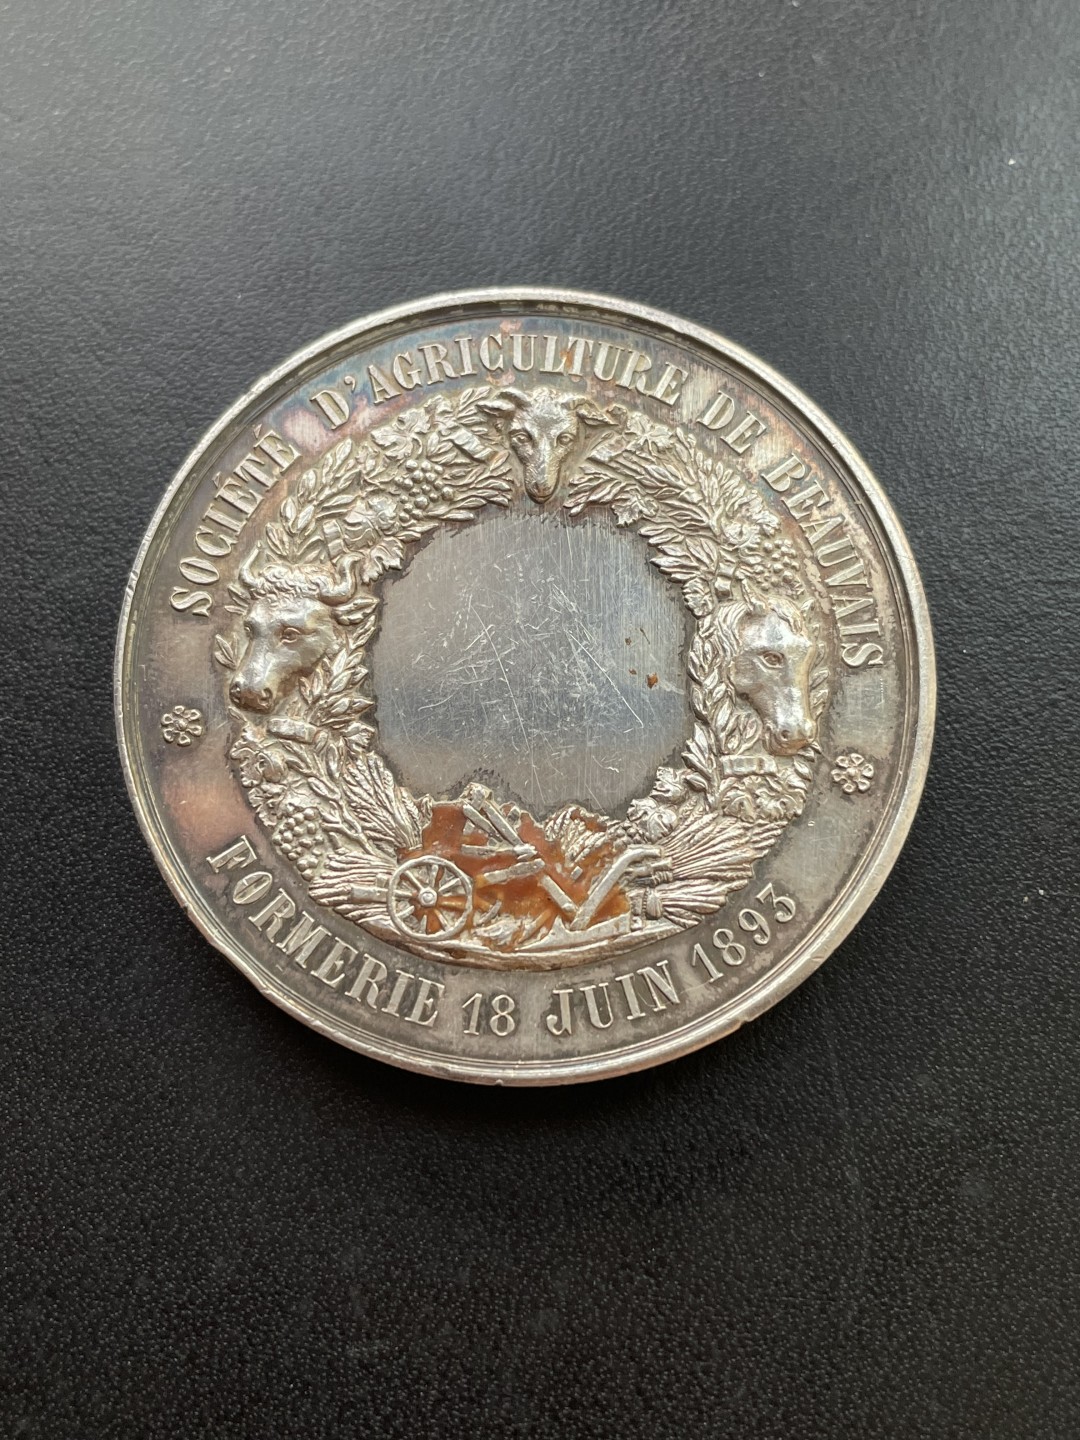 SOCIÉTÉ D'AGRICULTURE DE BEAUVAIS
FORMERIE 18 JUIN 1893